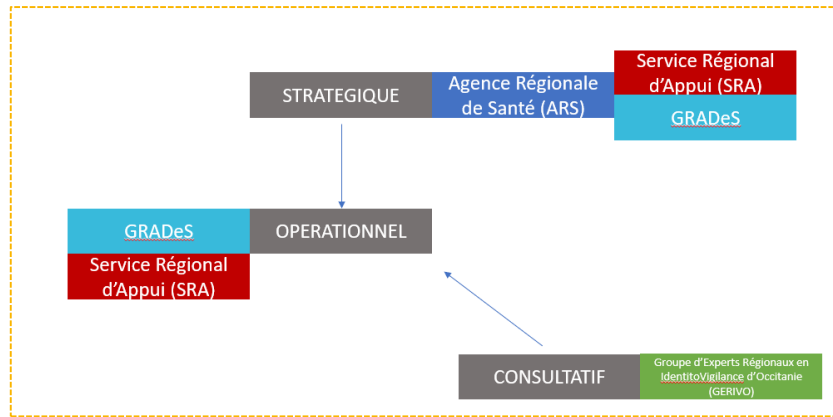 STRATEGIQUE
Agence Régionale
de Santé (ARS)
Service Régional
d'Appui (SRA)
GRADeS
GRADeS
Service Régional
d'Appui (SRA)
OPERATIONNEL
CONSULTATIF
Groupe d'Experts Régionaux en
IdentitoVigilance d'Occitanie
(GERIVO)